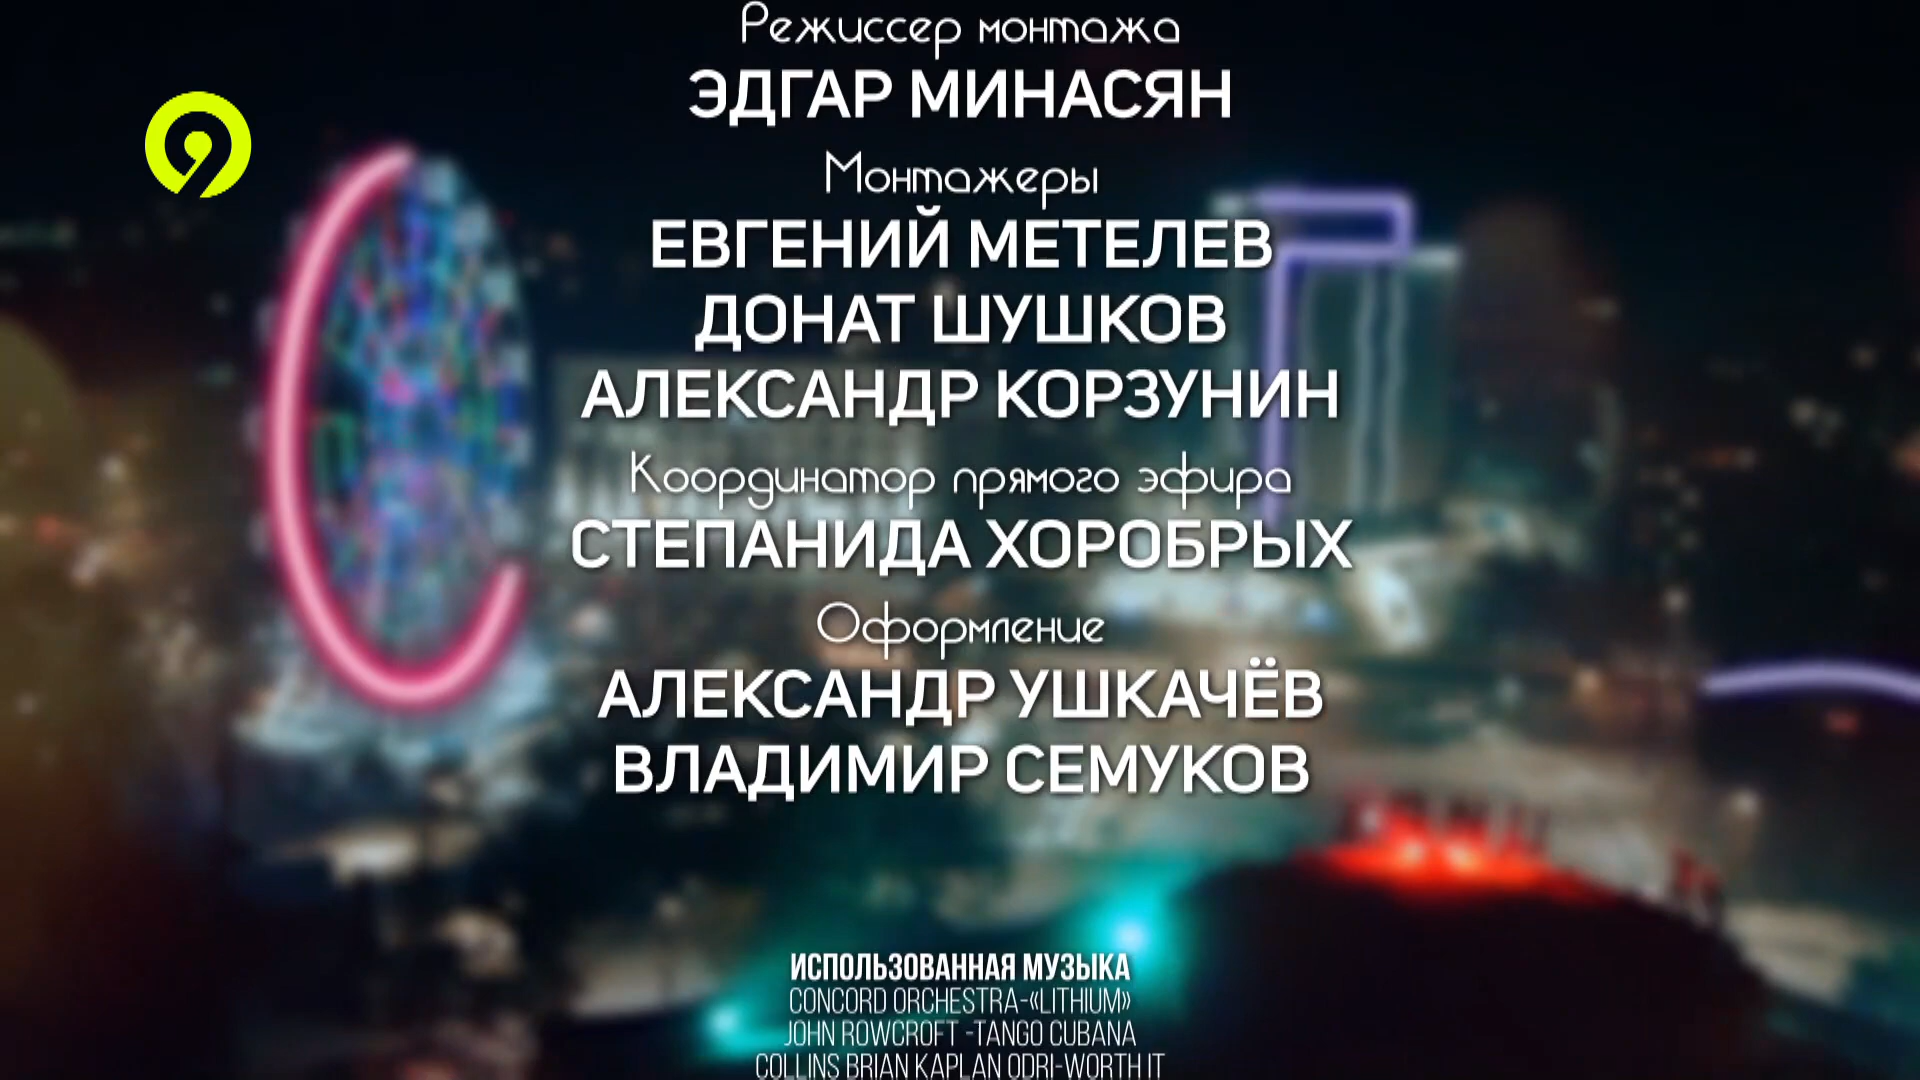 Режиссер монтажа
ЭДГАР МИНАСЯН
Монтажеры
ЕВГЕНИЙ МЕТЕЛЕВ
ДОНАТ ШУШКОВ
АЛЕКСАНДР КОРЗУНИН
Координатор прямого эфира
СТЕПАНИДА ХОРОБРЫХ
Оформление
АЛЕКСАНДР УШКАЧЁВ
ВЛАДИМИР СЕМУКОВ
ИСПОЛЬЗОВАННАЯ МУЗЫКА
CONCORD ORCHESTRA-«LITHIUM»
JOHN ROWCROFT -TANGO CUBANA
COLLINS BRIAN KAPLAN ODRI-WORTH IT